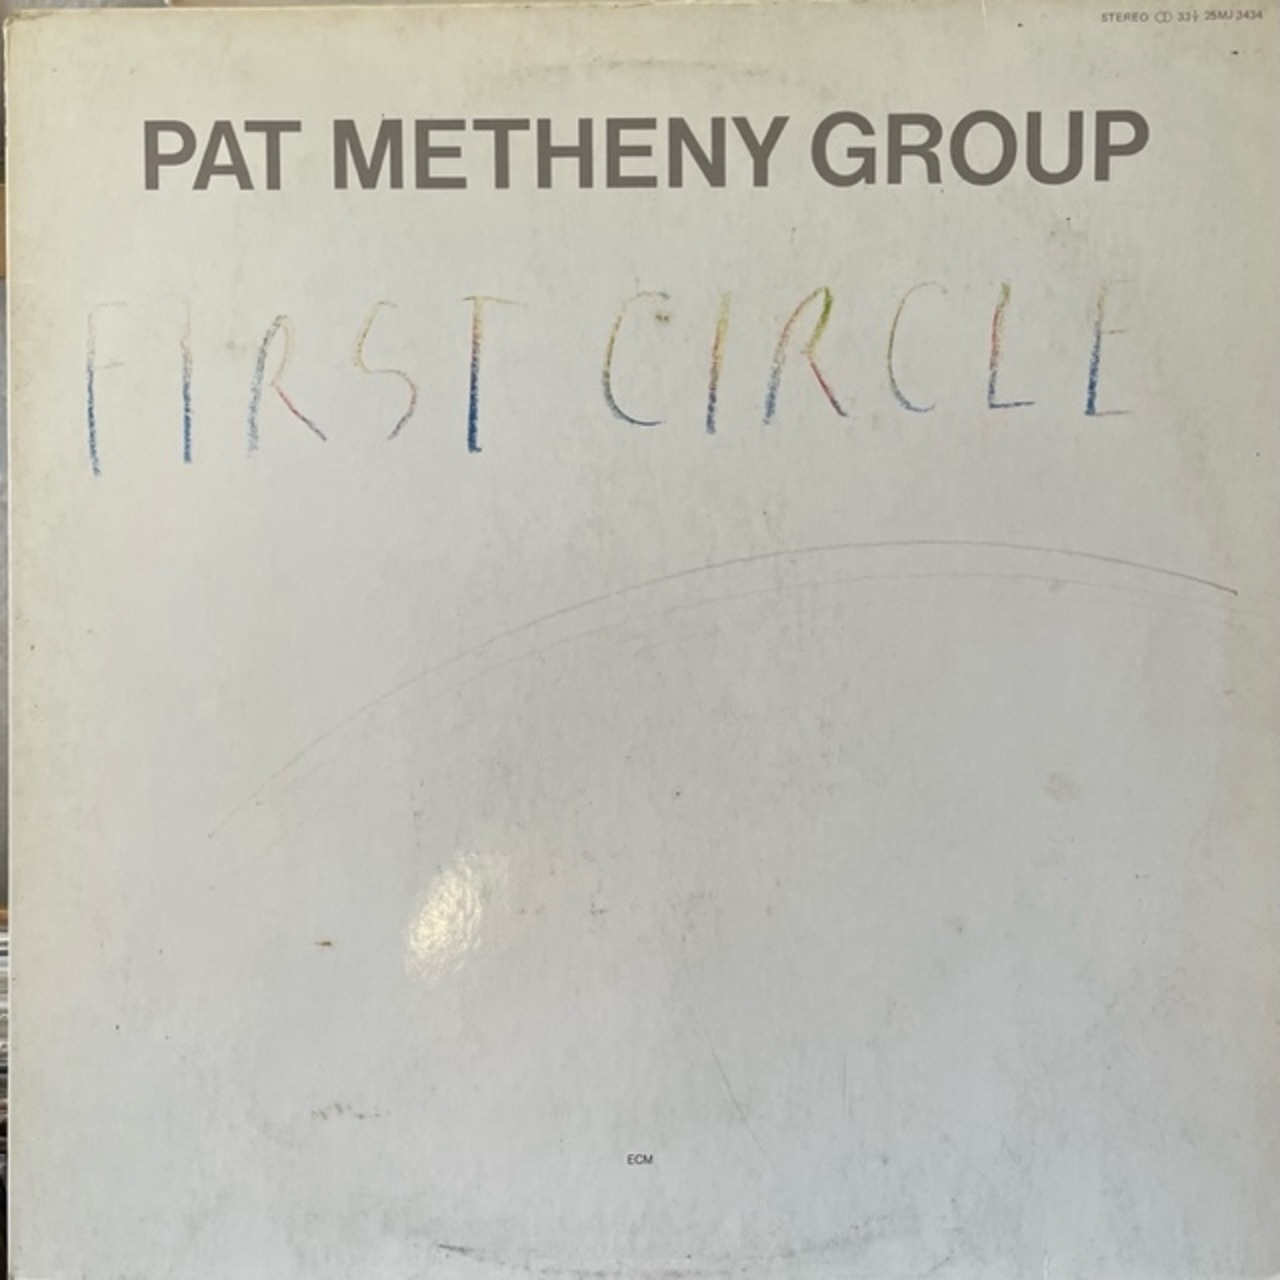 STEREO 33⅓ 25MJ 3434
PAT METHENY GROUP
FIRST CIRCLE
ECM